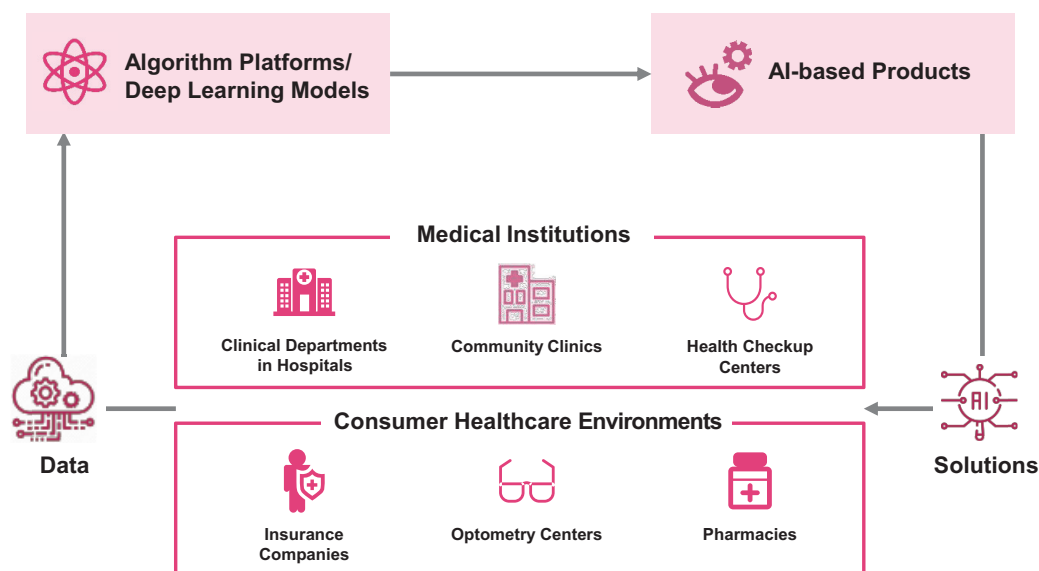 Algorithm Platforms/
Deep Learning Models
AI-based Products
Medical Institutions
Clinical Departments
in Hospitals
Community Clinics
Health Checkup
Centers
Data
AI
Solutions
Consumer Healthcare Environments
Insurance
Companies
Optometry Centers
Pharmacies